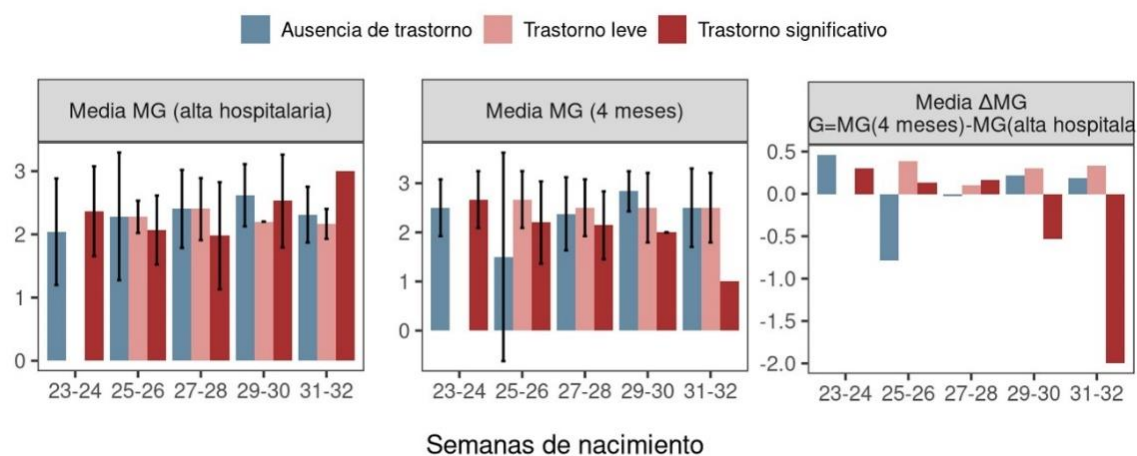 Ausencia de trastorno Trastorno leve Trastorno significativo
Media MG (alta hospitalaria)
3
2
1
0
23-24 25-26 27-28 29-30 31-32
Media MG (4 meses)
3
2
1
0
23-24 25-26 27-28 29-30 31-32
Media ΔMG
G=MG(4 meses)-MG(alta hospitala
0.5
0.0
-0.5
-1.0
-1.5
-2.0
23-24 25-26 27-28 29-30 31-32
Semanas de nacimiento